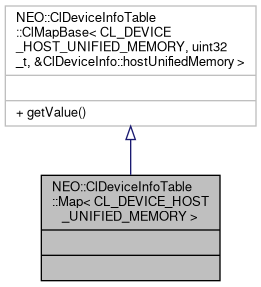 NEO::ClDeviceInfoTable
::ClMapBase< CL_DEVICE
_HOST_UNIFIED_MEMORY, uint32
_t, &ClDeviceInfo::hostUnifiedMemory >
+ getValue()
NEO::ClDeviceInfoTable
::Map< CL_DEVICE_HOST
_UNIFIED_MEMORY >